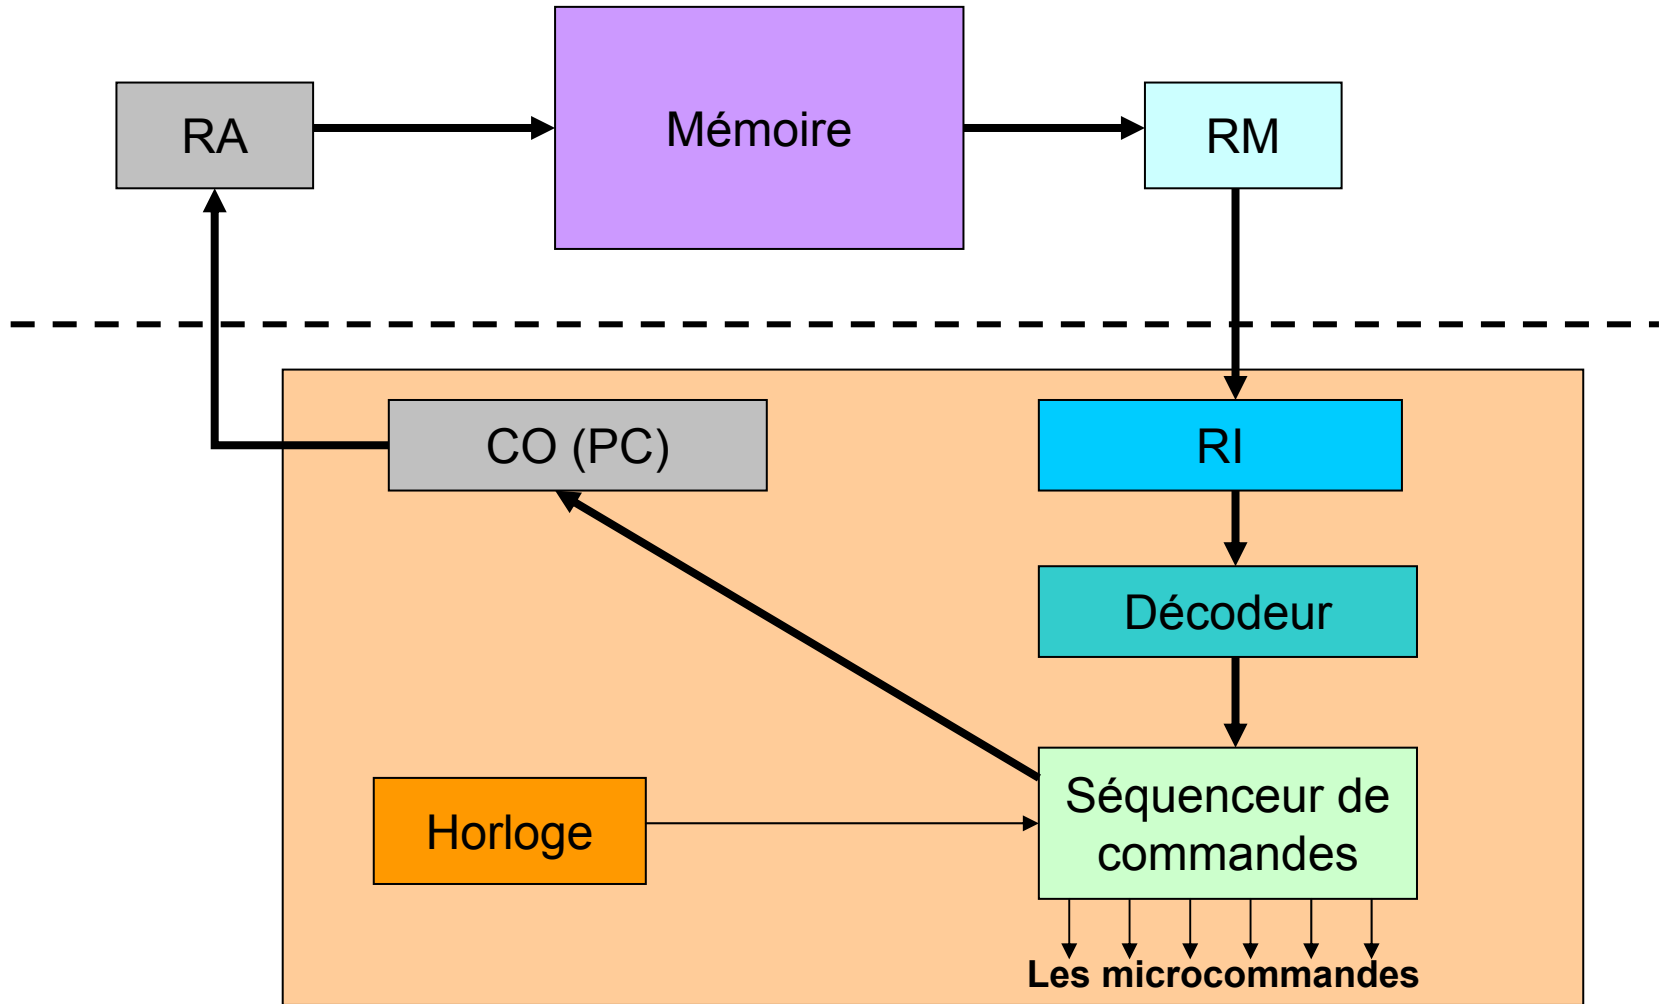 RA
Mémoire
RM
CO (PC)
RI
Décodeur
Horloge
Séquenceur de
commandes
Les microcommandes